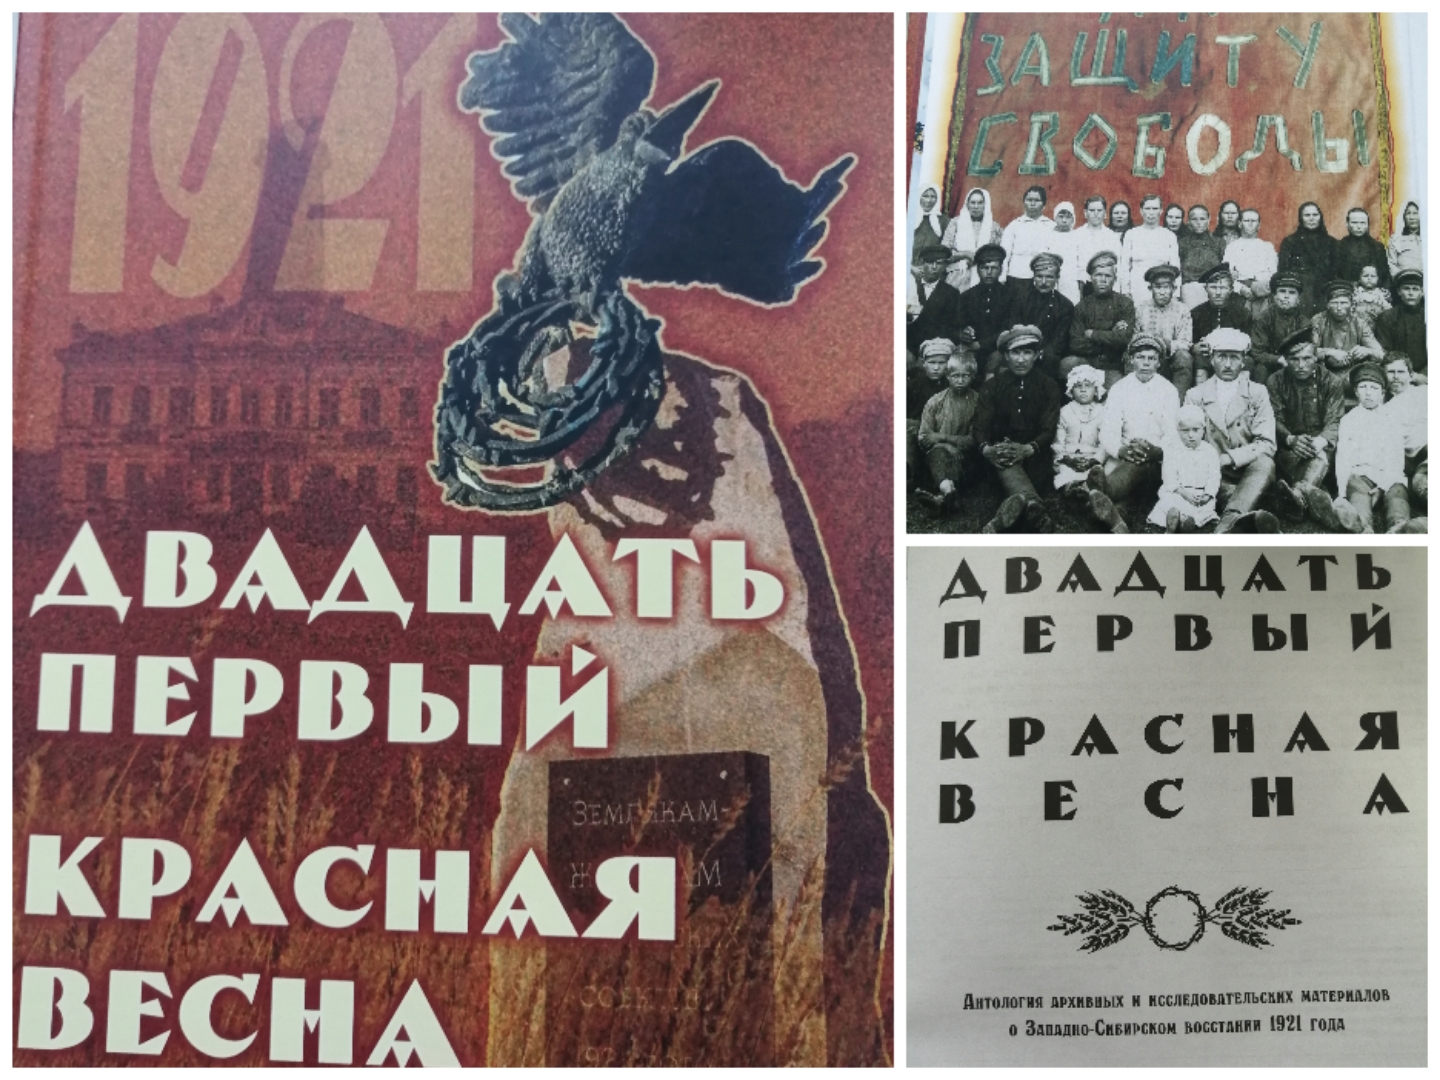 1921
ДВАДЦАТЬ
ПЕРВЫЙ
КРАСНАЯ
ВЕСНА
ЗАЩИТУ
СВОБОДЫ
ДВАДЦАТЬ
ПЕРВЫЙ
КРАСНАЯ
ВЕСНА
Антология архивных и исследовательских материалов
о Западно-Сибирском восстании 1921 года